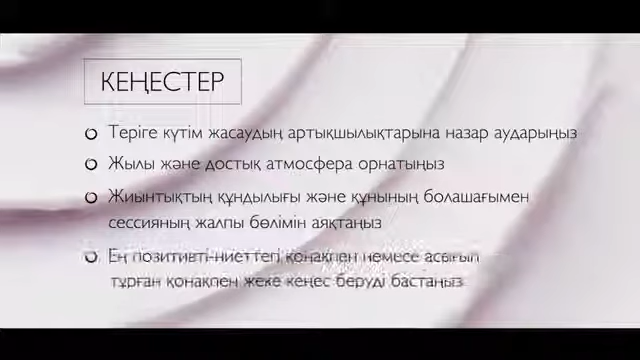 КЕҢЕСТЕР
Теріге күтім жасаудың артықшылықтарына назар аударыңыз
Жылы және достық атмосфера орнатыңыз
Жиынтықтың құндылығы және құнының болашағымен
сессияның жалпы бөлімін аяқтаңыз
Ең позитивті-ниеттегі қонақпен немесе асығып
тұрған қонақпен жеке кеңес беруді бастаңыз